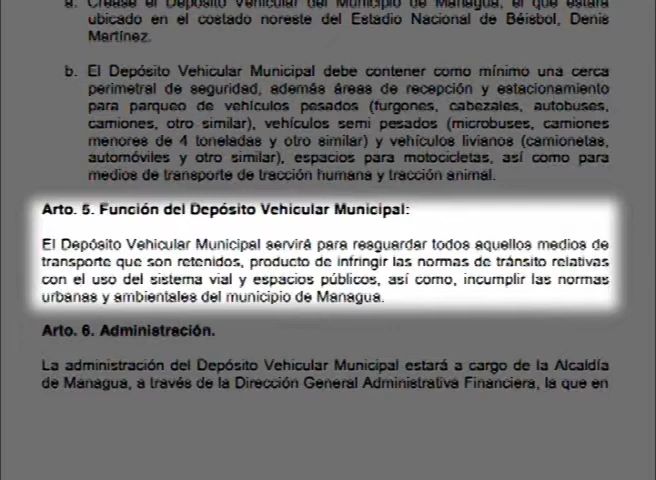 a. Créase el Depósito Vehicular del Municipio de Managua, el que estará
ubicado en el costado noreste del Estadio Nacional de Béisbol, Denis
Martínez.
b. El Depósito Vehicular Municipal debe contener como mínimo una cerca
perimetral de seguridad, además áreas de recepción y estacionamiento
para parqueo de vehículos pesados (furgones, cabezales, autobuses,
camiones, otro similar), vehículos semi pesados (microbuses, camiones
menores de 4 toneladas y otro similar) y vehículos livianos (camionetas,
automóviles y otro similar), espacios para motocicletas, así como para
medios de transporte de tracción humana y tracción animal.
Arto. 5. Función del Depósito Vehicular Municipal:
El Depósito Vehicular Municipal servirá para resguardar todos aquellos medios de
transporte que son retenidos, producto de infringir las normas de tránsito relativas
con el uso del sistema vial y espacios públicos, así como, incumplir las normas
urbanas y ambientales del municipio de Managua.
Arto. 6. Administración.
La administración del Depósito Vehicular Municipal estará a cargo de la Alcaldía
de Managua, a través de la Dirección General Administrativa Financiera, la que en